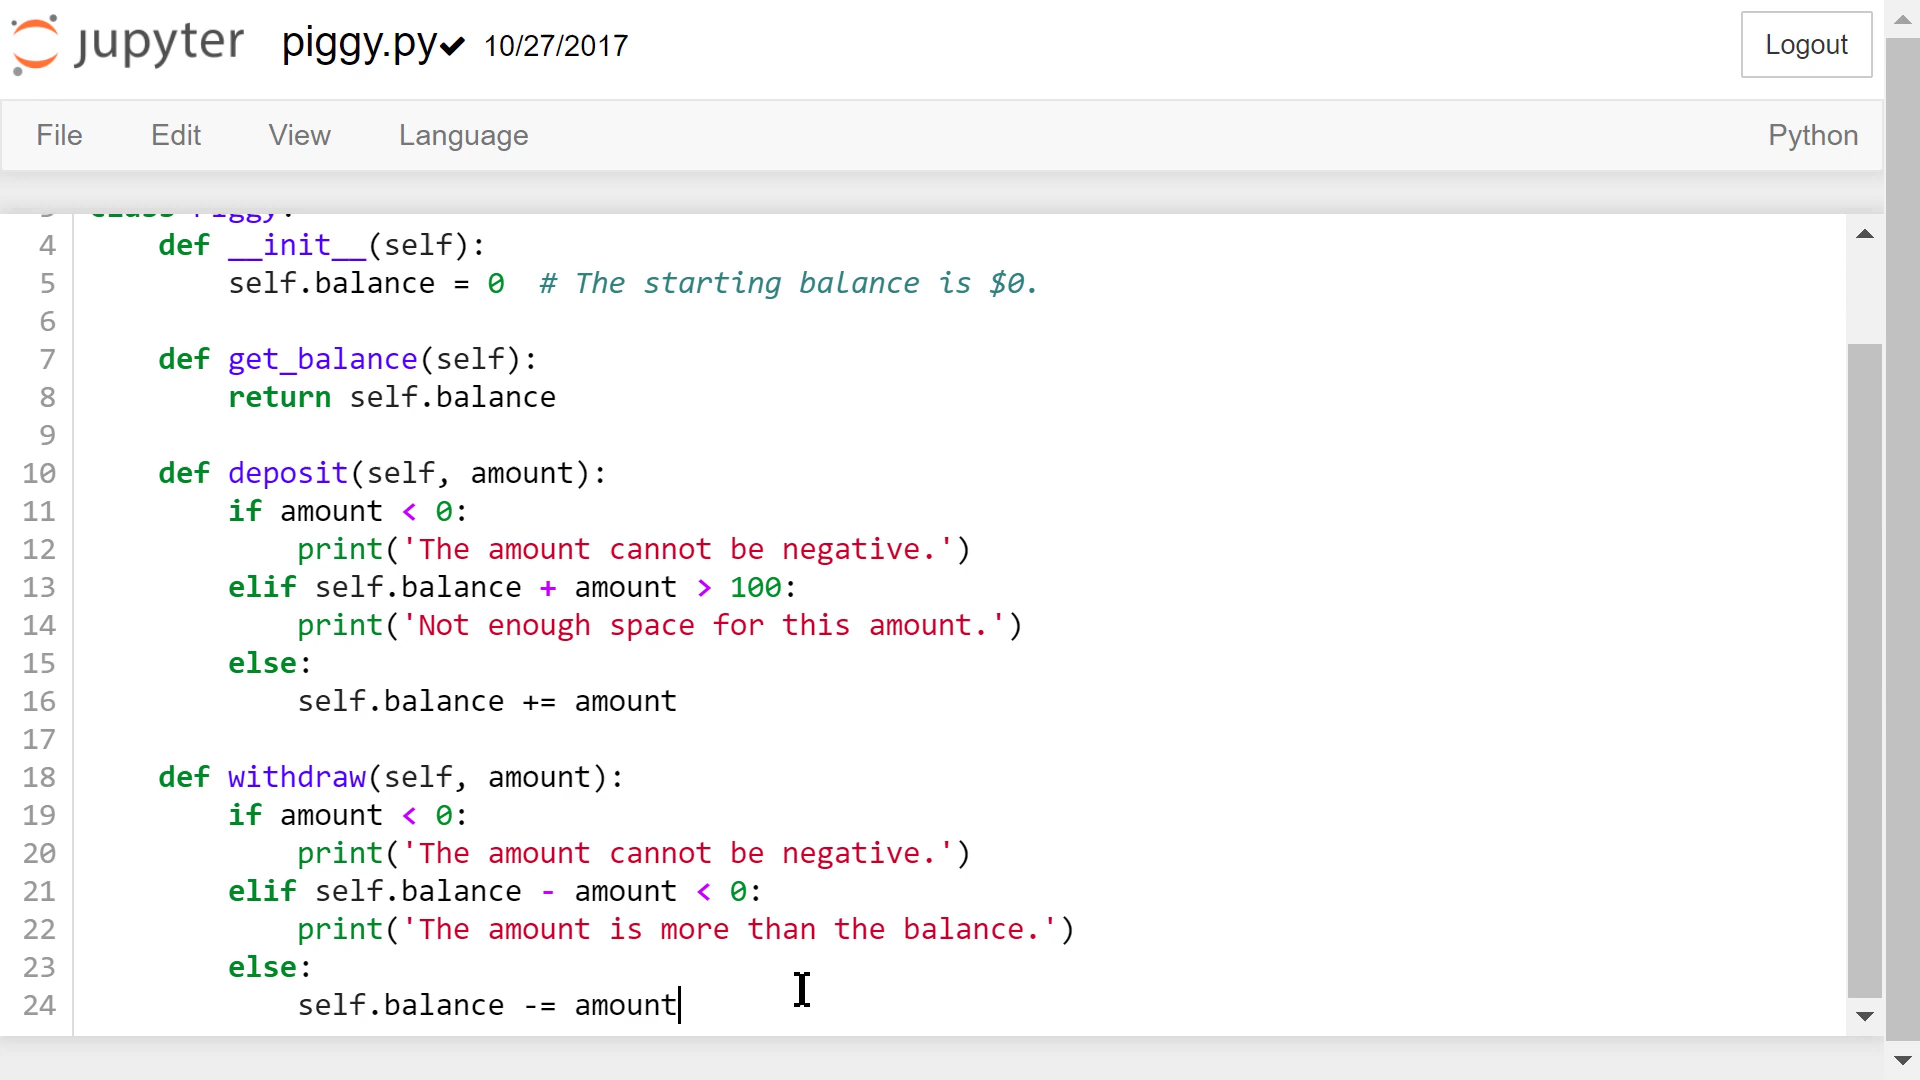 jupyter piggy.py✔ 10/27/2017 Logout
File Edit View Language Python
4 def __init__(self):
5 self.balance = 0 # The starting balance is $0.
6
7 def get_balance(self):
8 return self.balance
9
10 def deposit(self, amount):
11 if amount < 0:
12 print('The amount cannot be negative.')
13 elif self.balance + amount > 100:
14 print('Not enough space for this amount.')
15 else:
16 self.balance += amount
17
18 def withdraw(self, amount):
19 if amount < 0:
20 print('The amount cannot be negative.')
21 elif self.balance - amount < 0:
22 print('The amount is more than the balance.')
23 else:
24 self.balance -= amount